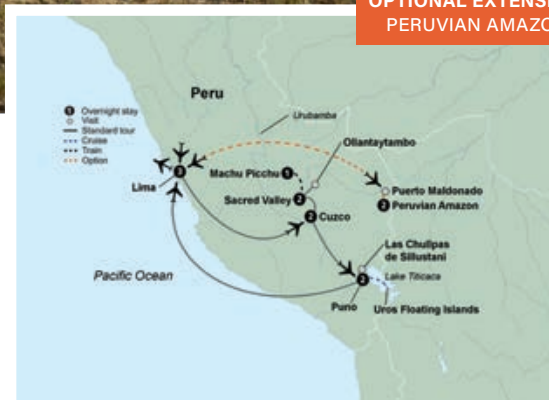 OPTIONAL EXTENSI
PERUVIAN AMAZO
Peru
1 Overnight stay
Visit
Standard tour
Cruise
Train
Option
Urubamba
Ollantaytambo
Machu Picchu 1
Lima
3
Sacred Valley 2
2 Cuzco
Puerto Maldonado
2 Peruvian Amazon
Las Chullpas
de Sillustani
Lake Titicaca
Pacific Ocean
2
Puno
Uros Floating Islands